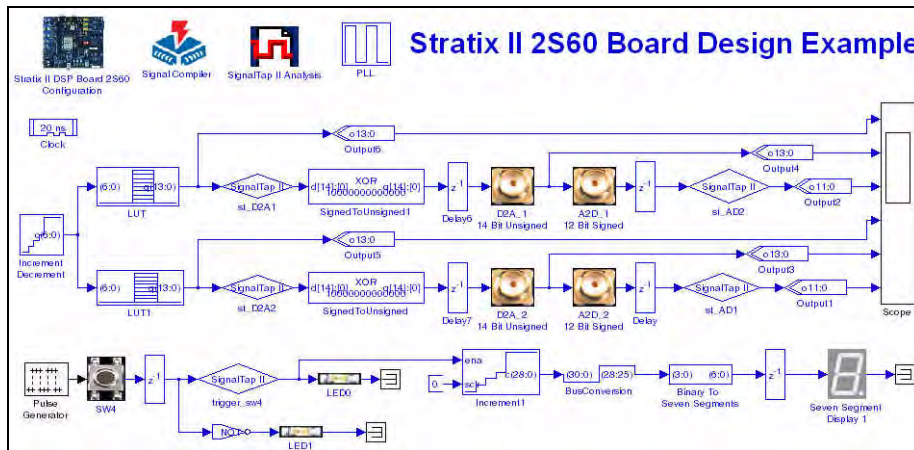 Stratix II 2S60 Board Design Example
Stratix II DSP Board 2S60
Configuration
Signal Compiler
SignalTap II Analysis
PLL
20 ns
Clock
o13:0
Output6
o13:0
Output4
(6:0) q(13:0)
LUT
SignalTap II
st_D2A1
d[14]:[0] XOR q[14]:[0]
10000000000000
SignedToUnsigned1
z-1
Delay6
D2A_1
14 Bit Unsigned
A2D_1
12 Bit Signed
z-1
SignalTap II
st_AD2
o11:0
Output2
q(6:0)
Increment
Decrement
o13:0
Output5
o13:0
Output3
(6:0) q(13:0)
LUT1
SignalTap II
st_D2A2
d[14]:[0] XOR q[14]:[0]
10000000000000
SignedToUnsigned
z-1
Delay7
D2A_2
14 Bit Unsigned
A2D_2
12 Bit Signed
z-1
Delay
SignalTap II
st_AD1
o11:0
Output1
Scope
Pulse
Generator
SW4
z-1
SignalTap II
trigger_sw4
LED0
ena
0
c(28:0)
Increment1
(30:0) (28:25)
BusConversion
(3:0) (6:0)
Binary To
Seven Segments
z-1
Seven Segment
Display 1
LED1